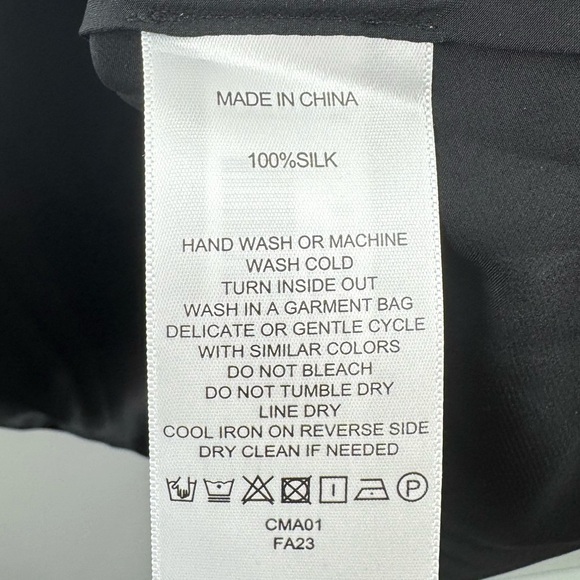 MADE IN CHINA
100%SILK
HAND WASH OR MACHINE
WASH COLD
TURN INSIDE OUT
WASH IN A GARMENT BAG
DELICATE OR GENTLE CYCLE
WITH SIMILAR COLORS
DO NOT BLEACH
DO NOT TUMBLE DRY
LINE DRY
COOL IRON ON REVERSE SIDE
DRY CLEAN IF NEEDED
P
CMA01
FA23